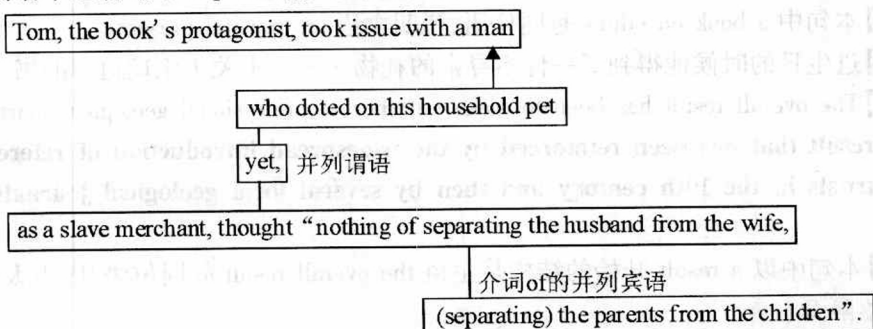 Tom, the book's protagonist, took issue with a man
who doted on his household pet
yet, 并列谓语
as a slave merchant, thought “nothing of separating the husband from the wife,
介词of的并列宾语
(separating) the parents from the children”.